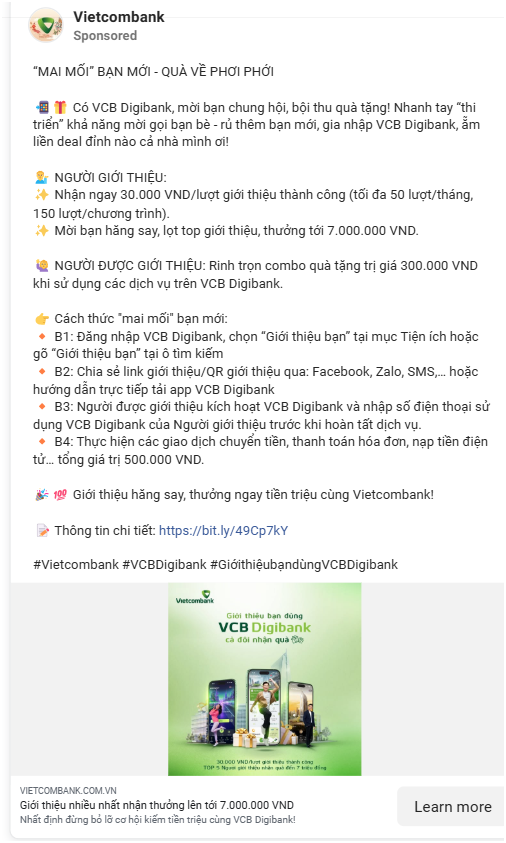 Vietcombank
Sponsored
“MAI MỐI” BẠN MỚI - QUÀ VỀ PHƠI PHỚI
📲🎁 Có VCB Digibank, mời bạn chung hội, bội thu quà tặng! Nhanh tay “thi
triển” khả năng mời gọi bạn bè - rủ thêm bạn mới, gia nhập VCB Digibank, ẵm
liền deal đỉnh nào cả nhà mình ơi!
💁‍♂️ NGƯỜI GIỚI THIỆU:
✨ Nhận ngay 30.000 VND/lượt giới thiệu thành công (tối đa 50 lượt/tháng,
150 lượt/chương trình).
✨ Mời bạn hăng say, lọt top giới thiệu, thưởng tới 7.000.000 VND.
🙋 NGƯỜI ĐƯỢC GIỚI THIỆU: Rinh trọn combo quà tặng trị giá 300.000 VND
khi sử dụng các dịch vụ trên VCB Digibank.
👉 Cách thức "mai mối" bạn mới:
🔸 B1: Đăng nhập VCB Digibank, chọn “Giới thiệu bạn” tại mục Tiện ích hoặc
gõ “Giới thiệu bạn” tại ô tìm kiếm
🔸 B2: Chia sẻ link giới thiệu/QR giới thiệu qua: Facebook, Zalo, SMS,… hoặc
hướng dẫn trực tiếp tải app VCB Digibank
🔸 B3: Người được giới thiệu kích hoạt VCB Digibank và nhập số điện thoại sử
dụng VCB Digibank của Người giới thiệu trước khi hoàn tất dịch vụ.
🔸 B4: Thực hiện các giao dịch chuyển tiền, thanh toán hóa đơn, nạp tiền điện
tử… tổng giá trị 500.000 VND.
🎉 💯 Giới thiệu hăng say, thưởng ngay tiền triệu cùng Vietcombank!
📝 Thông tin chi tiết: https://bit.ly/49Cp7kY
#Vietcombank #VCBDigibank #GiớithiệubạndùngVCBDigibank
Vietcombank
Giới thiệu bạn dùng
VCB Digibank
cả đôi nhận quà
30.000 VND/lượt giới thiệu thành công
TOP 5 Người giới thiệu nhận quà đến 7 triệu đồng
VIETCOMBANK.COM.VN
Giới thiệu nhiều nhất nhận thưởng lên tới 7.000.000 VND
Nhất định đừng bỏ lỡ cơ hội kiếm tiền triệu cùng VCB Digibank!
Learn more